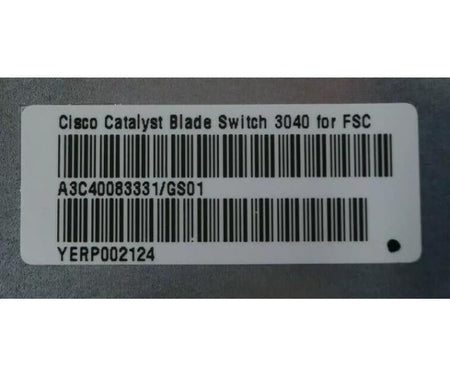 Cisco Catalyst Blade Switch 3040 for FSC
A3C40083331/GS01
YERP002124